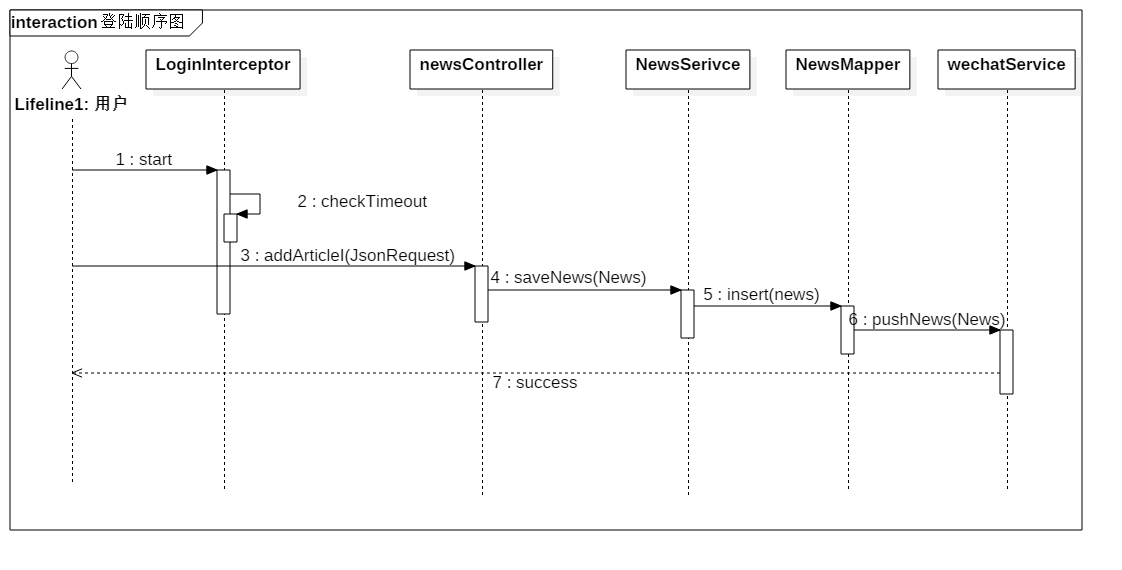 interaction 登陆顺序图
LoginInterceptor
newsController
NewsSerivce
NewsMapper
wechatService
Lifeline1: 用户
1 : start
2 : checkTimeout
3 : addArticleI(JsonRequest)
4 : saveNews(News)
5 : insert(news)
6 : pushNews(News)
7 : success